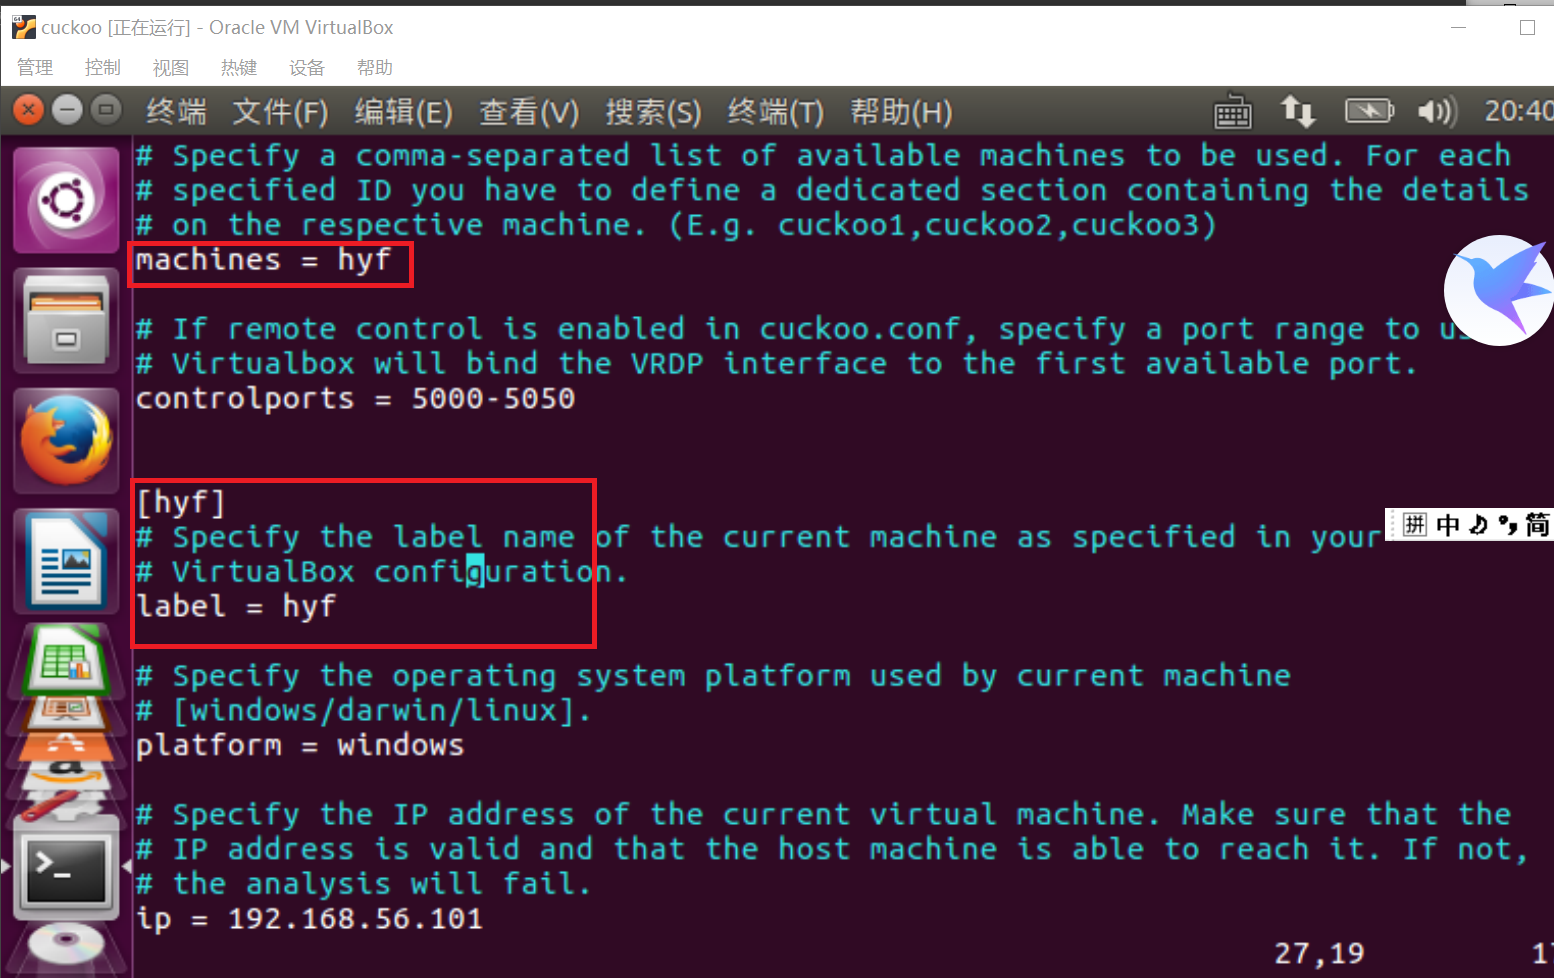 cuckoo [正在运行] - Oracle VM VirtualBox
管理 控制 视图 热键 设备 帮助
终端 文件(F) 编辑(E) 查看(V) 搜索(S) 终端(T) 帮助(H) 20:40
# Specify a comma-separated list of available machines to be used. For each
# specified ID you have to define a dedicated section containing the details
# on the respective machine. (E.g. cuckoo1,cuckoo2,cuckoo3)
machines = hyf
# If remote control is enabled in cuckoo.conf, specify a port range to
# Virtualbox will bind the VRDP interface to the first available port.
controlports = 5000-5050
[hyf]
# Specify the label name of the current machine as specified in your
拼 中 简
# VirtualBox configuration.
label = hyf
# Specify the operating system platform used by current machine
# [windows/darwin/linux].
platform = windows
# Specify the IP address of the current virtual machine. Make sure that the
# IP address is valid and that the host machine is able to reach it. If not,
# the analysis will fail.
ip = 192.168.56.101
27,19